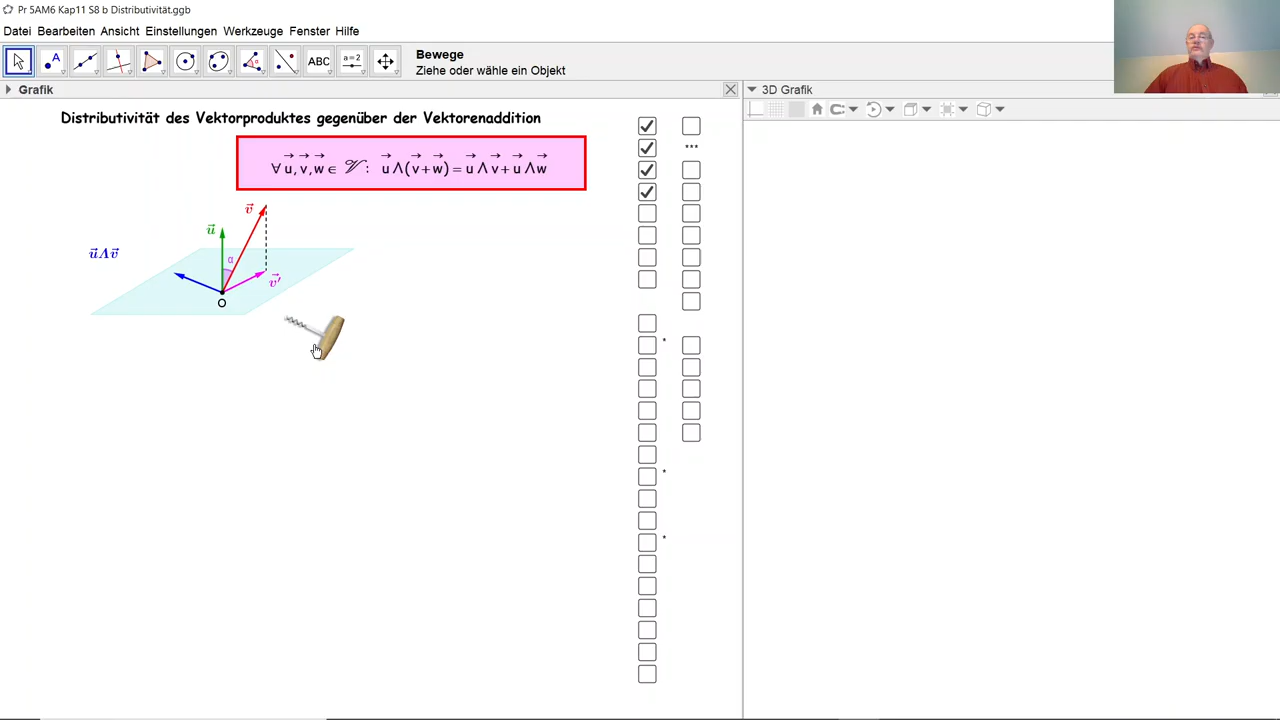 Pr 5AM6 Kap11 S8 b Distributivität.ggb
Datei Bearbeiten Ansicht Einstellungen Werkzeuge Fenster Hilfe
A ABC a=2
Bewege
Ziehe oder wähle ein Objekt
Grafik
3D Grafik
Distributivität des Vektorproduktes gegenüber der Vektorenaddition
∀ u⃗, v⃗, w⃗ ∈ 𝒱 : u⃗ ∧ (v⃗ + w⃗) = u⃗ ∧ v⃗ + u⃗ ∧ w⃗
v⃗
u⃗
u⃗Λv⃗
α
v⃗'
O
***
*
*
*